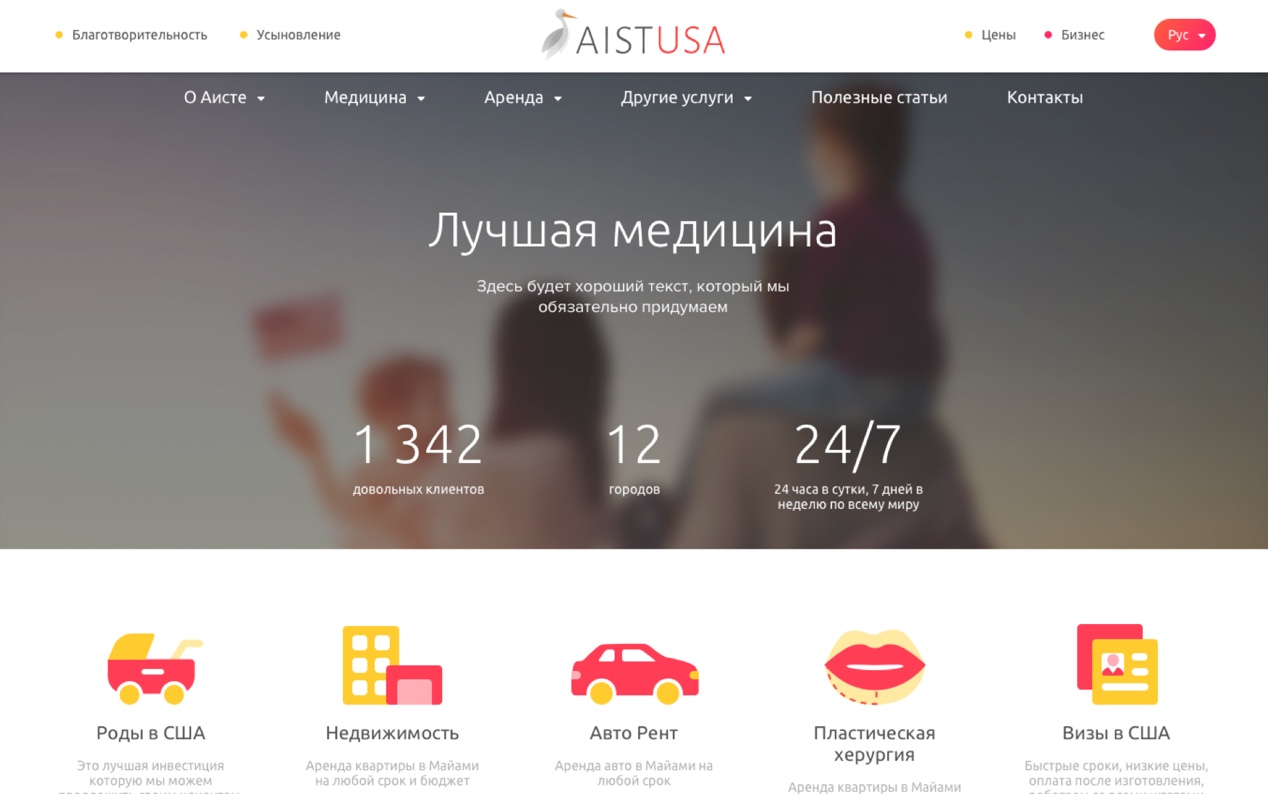 Благотворительность
Усыновление
AISTUSA
Цены
Бизнес
Рус
О Аисте
Медицина
Аренда
Другие услуги
Полезные статьи
Контакты
Лучшая медицина
Здесь будет хороший текст, который мы
обязательно придумаем
1 342
довольных клиентов
12
городов
24/7
24 часа в сутки, 7 дней в
неделю по всему миру
Роды в США
Это лучшая инвестиция
которую мы можем
Недвижимость
Аренда квартиры в Майами
на любой срок и бюджет
Авто Рент
Аренда авто в Майами на
любой срок
Пластическая
херургия
Аренда квартиры в Майами
Визы в США
Быстрые сроки, низкие цены,
оплата после изготовления,